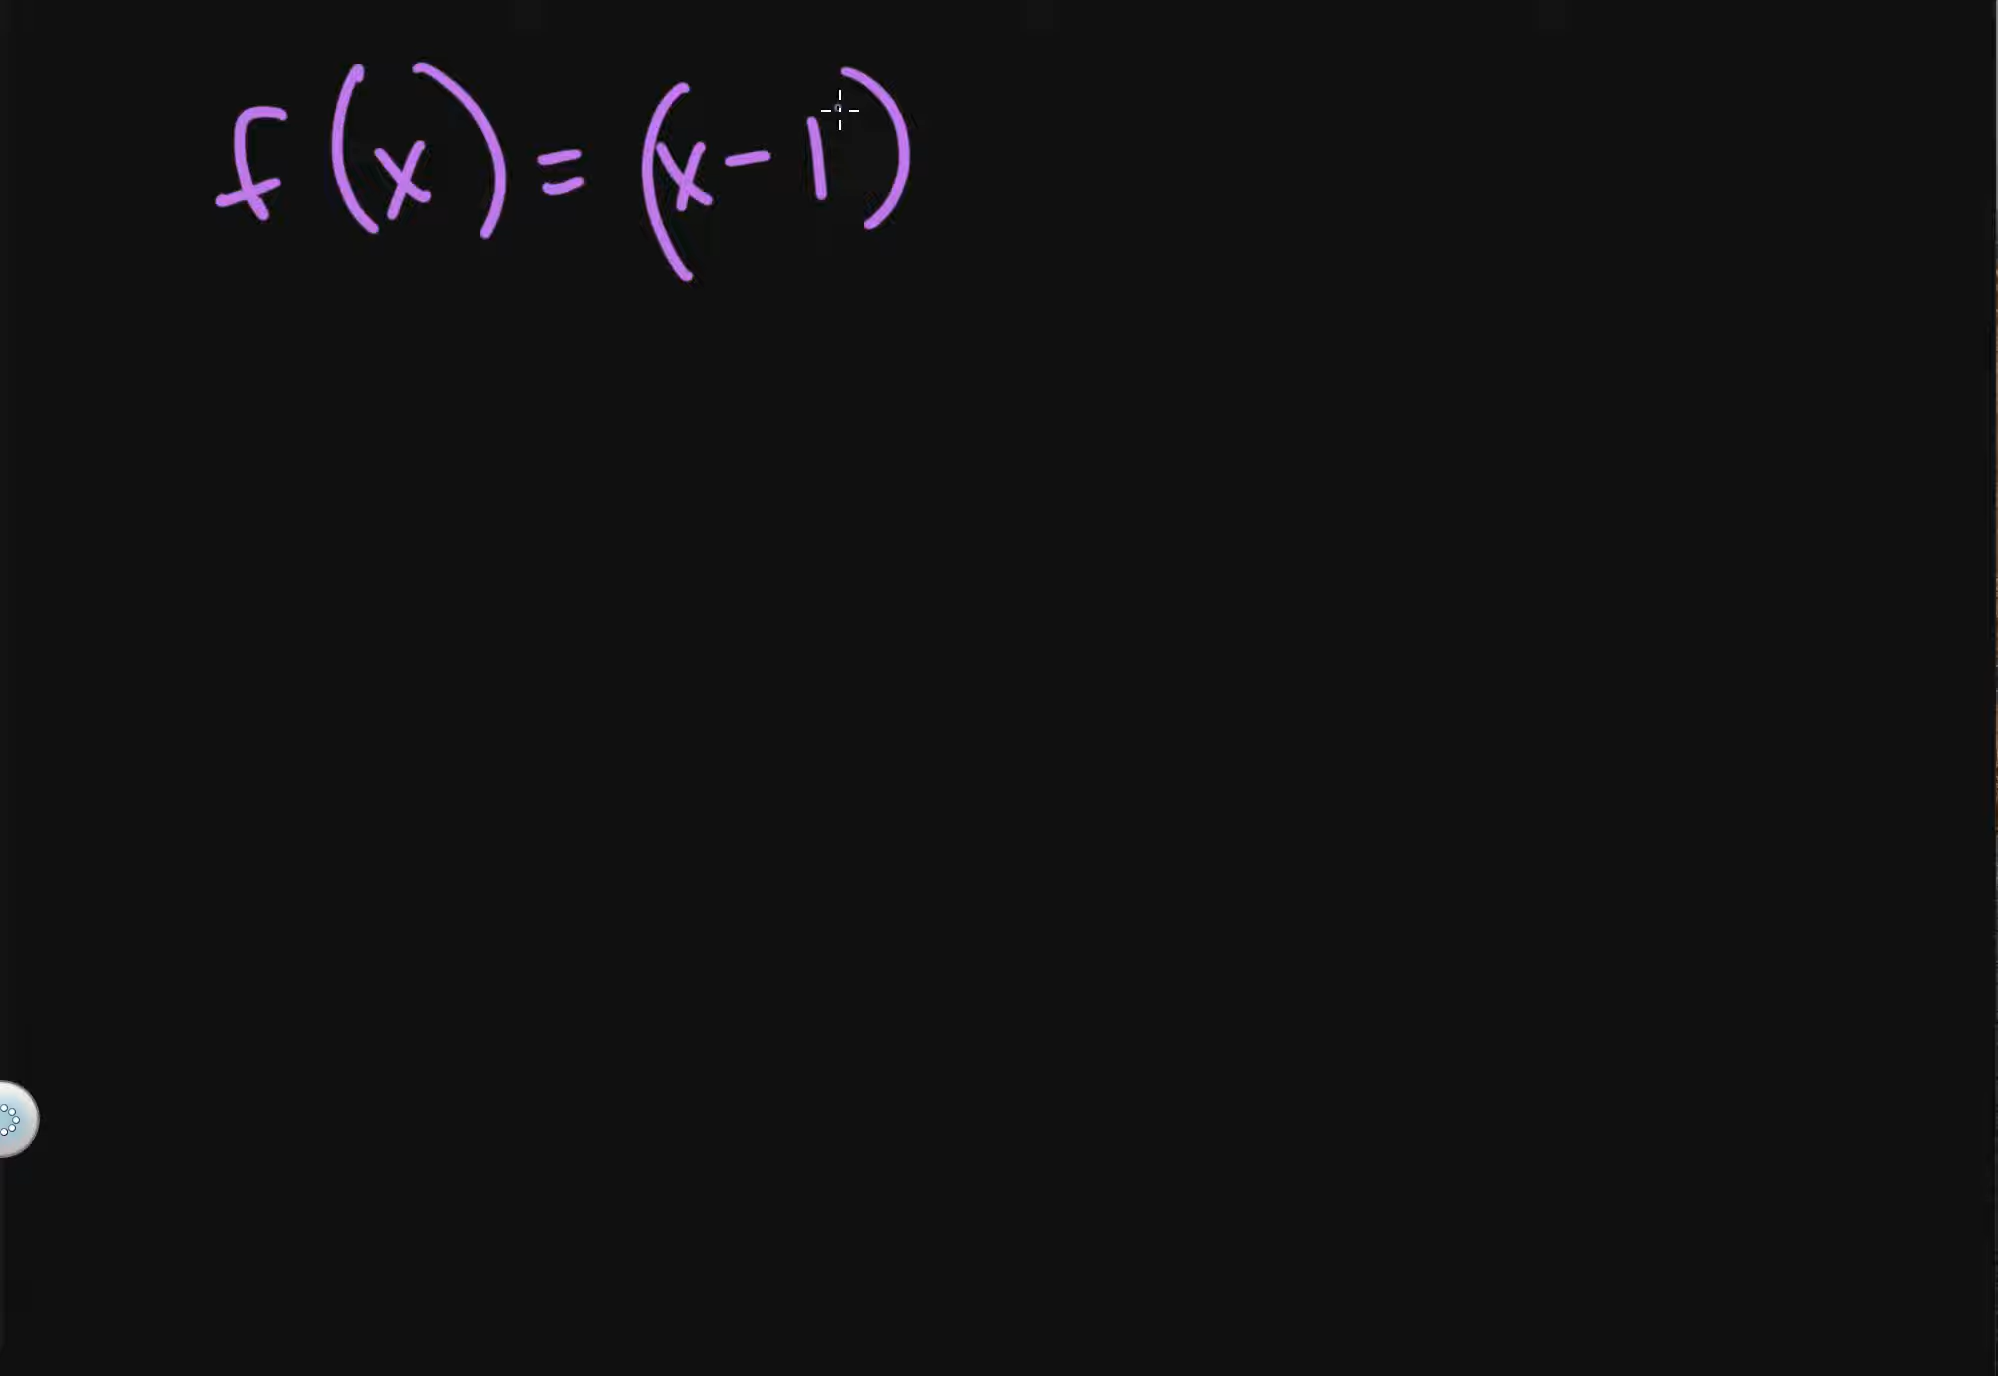 f(x) = (x - 1)